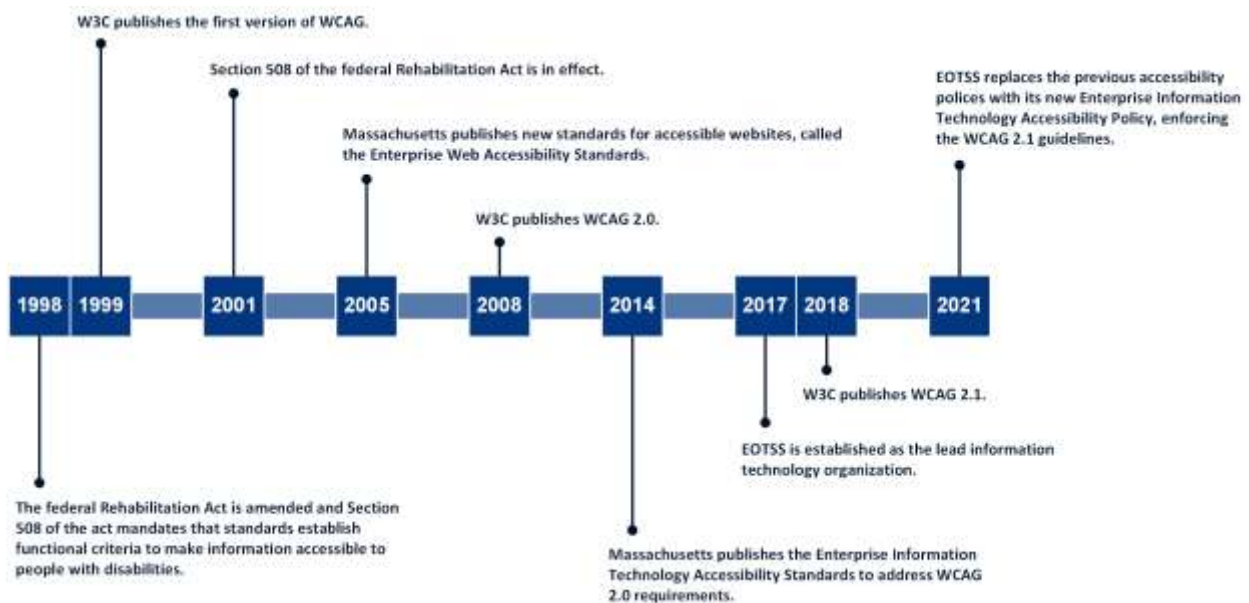 W3C publishes the first version of WCAG.
Section 508 of the federal Rehabilitation Act is in effect.
EOTSS replaces the previous accessibility
polices with its new Enterprise Information
Technology Accessibility Policy, enforcing
the WCAG 2.1 guidelines.
Massachusetts publishes new standards for accessible websites, called
the Enterprise Web Accessibility Standards.
W3C publishes WCAG 2.0.
1998
1999
2001
2005
2008
2014
2017
2018
2021
W3C publishes WCAG 2.1.
EOTSS is established as the lead information
technology organization.
The federal Rehabilitation Act is amended and Section
508 of the act mandates that standards establish
functional criteria to make information accessible to
people with disabilities.
Massachusetts publishes the Enterprise Information
Technology Accessibility Standards to address WCAG
2.0 requirements.